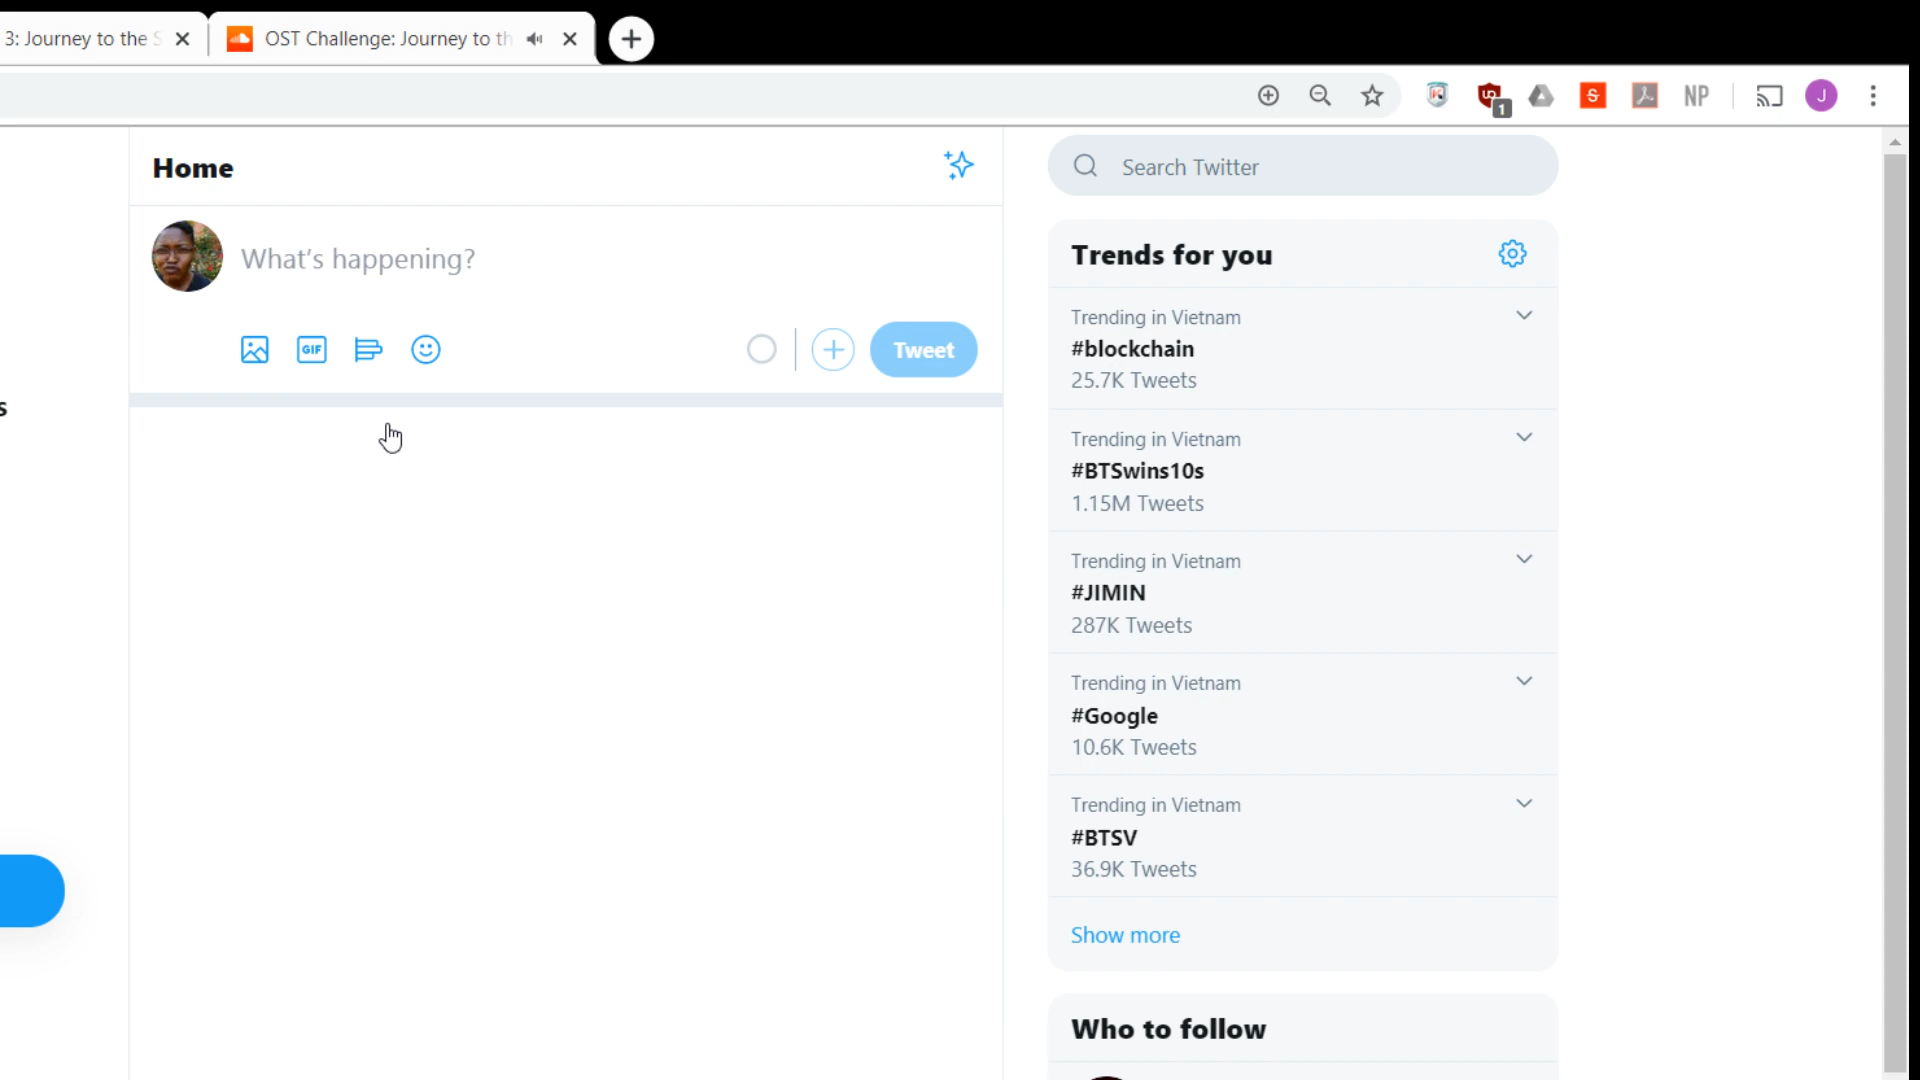 3: Journey to the S
OST Challenge: Journey to th
1
NP
J
Home
Search Twitter
What's happening?
GIF
Tweet
s
Trends for you
Trending in Vietnam
#blockchain
25.7K Tweets
Trending in Vietnam
#BTSwins10s
1.15M Tweets
Trending in Vietnam
#JIMIN
287K Tweets
Trending in Vietnam
#Google
10.6K Tweets
Trending in Vietnam
#BTSV
36.9K Tweets
Show more
Who to follow